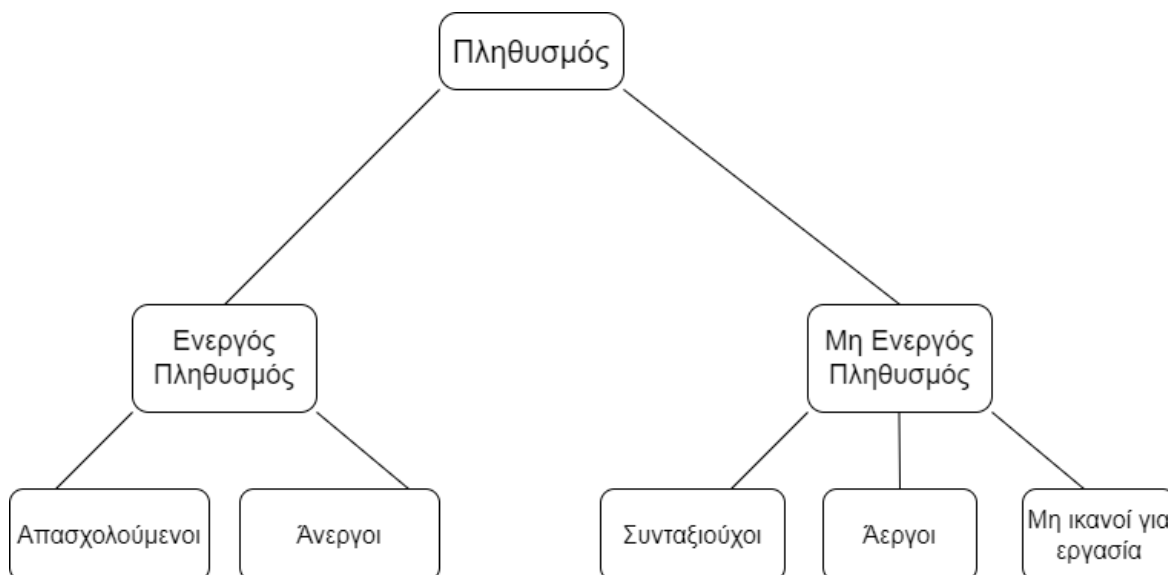 Πληθυσμός
Ενεργός
Πληθυσμός
Μη Ενεργός
Πληθυσμός
Απασχολούμενοι
Άνεργοι
Συνταξιούχοι
Άεργοι
Μη ικανοί για
εργασία